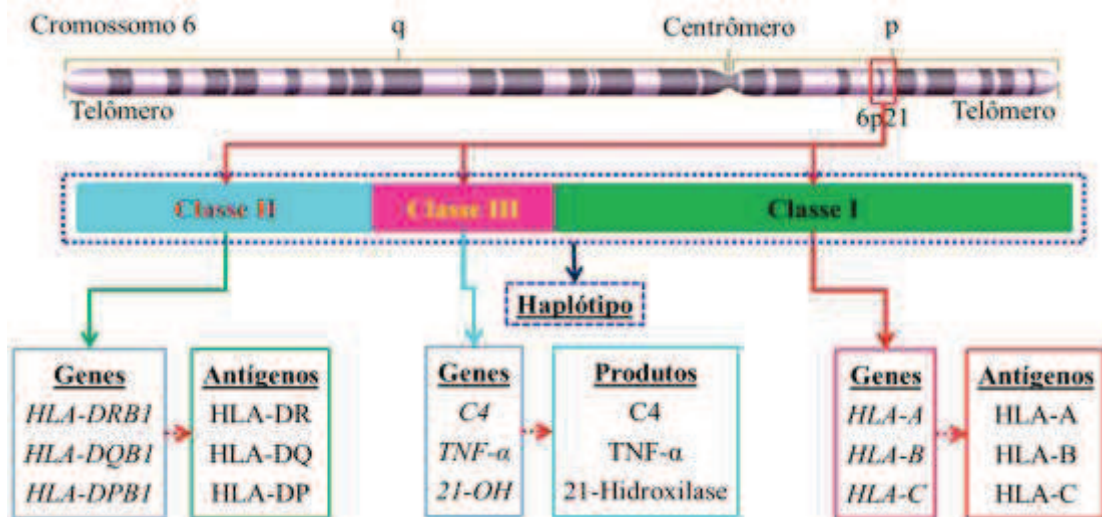 Cromossomo 6 q Centrômero p
Telômero 6p21 Telômero
Classe II Classe III Classe I
Haplótipo
Genes
HLA-DRB1
HLA-DQB1
HLA-DPB1
Antígenos
HLA-DR
HLA-DQ
HLA-DP
Genes
C4
TNF-α
21-OH
Produtos
C4
TNF-α
21-Hidroxilase
Genes
HLA-A
HLA-B
HLA-C
Antígenos
HLA-A
HLA-B
HLA-C